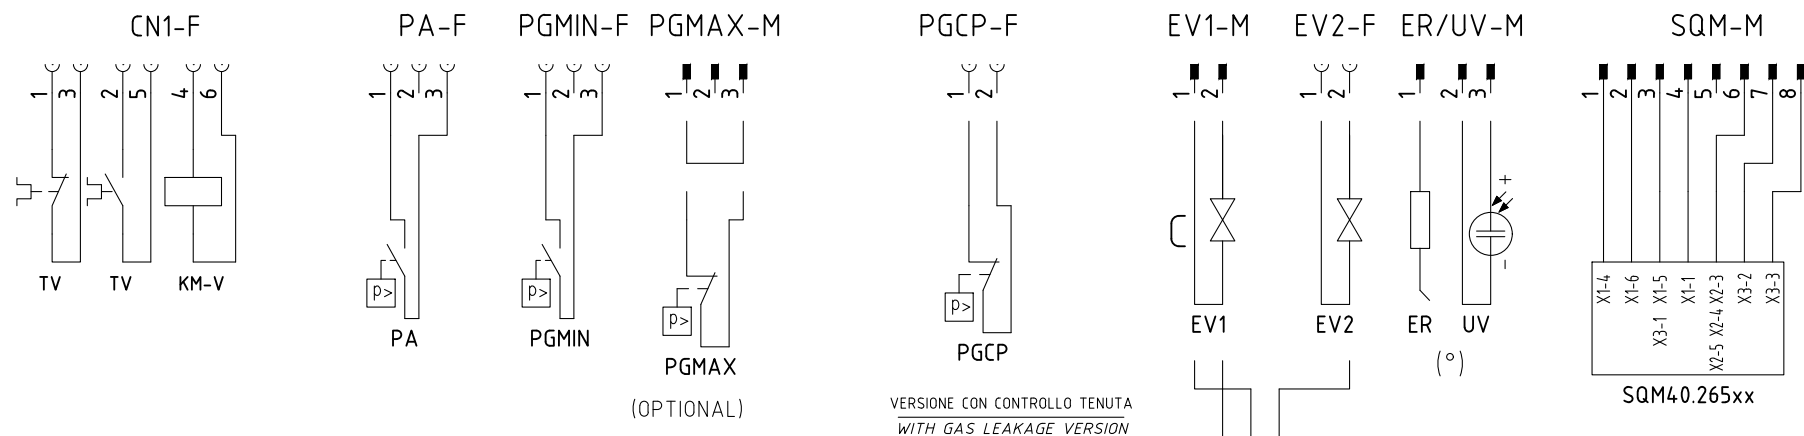 CN1-F PA-F PGMIN-F PGMAX-M PGCP-F EV1-M EV2-F ER/UV-M SQM-M
1 3 2 5 4 6 1 2 3 1 2 3 1 2 3 1 2 1 2 1 2 1 2 3 1 2 3 4 5 6 7 8
+
-
p> p> p> p>
X1-4 X1-6 X1-5 X1-1 X2-3 X3-2 X3-3
X3-1 X2-4
X2-5
TV TV KM-V
PA PGMIN PGMAX PGCP EV1 EV2 ER UV
(°)
(OPTIONAL)
SQM40.265xx
VERSIONE CON CONTROLLO TENUTA
WITH GAS LEAKAGE VERSION